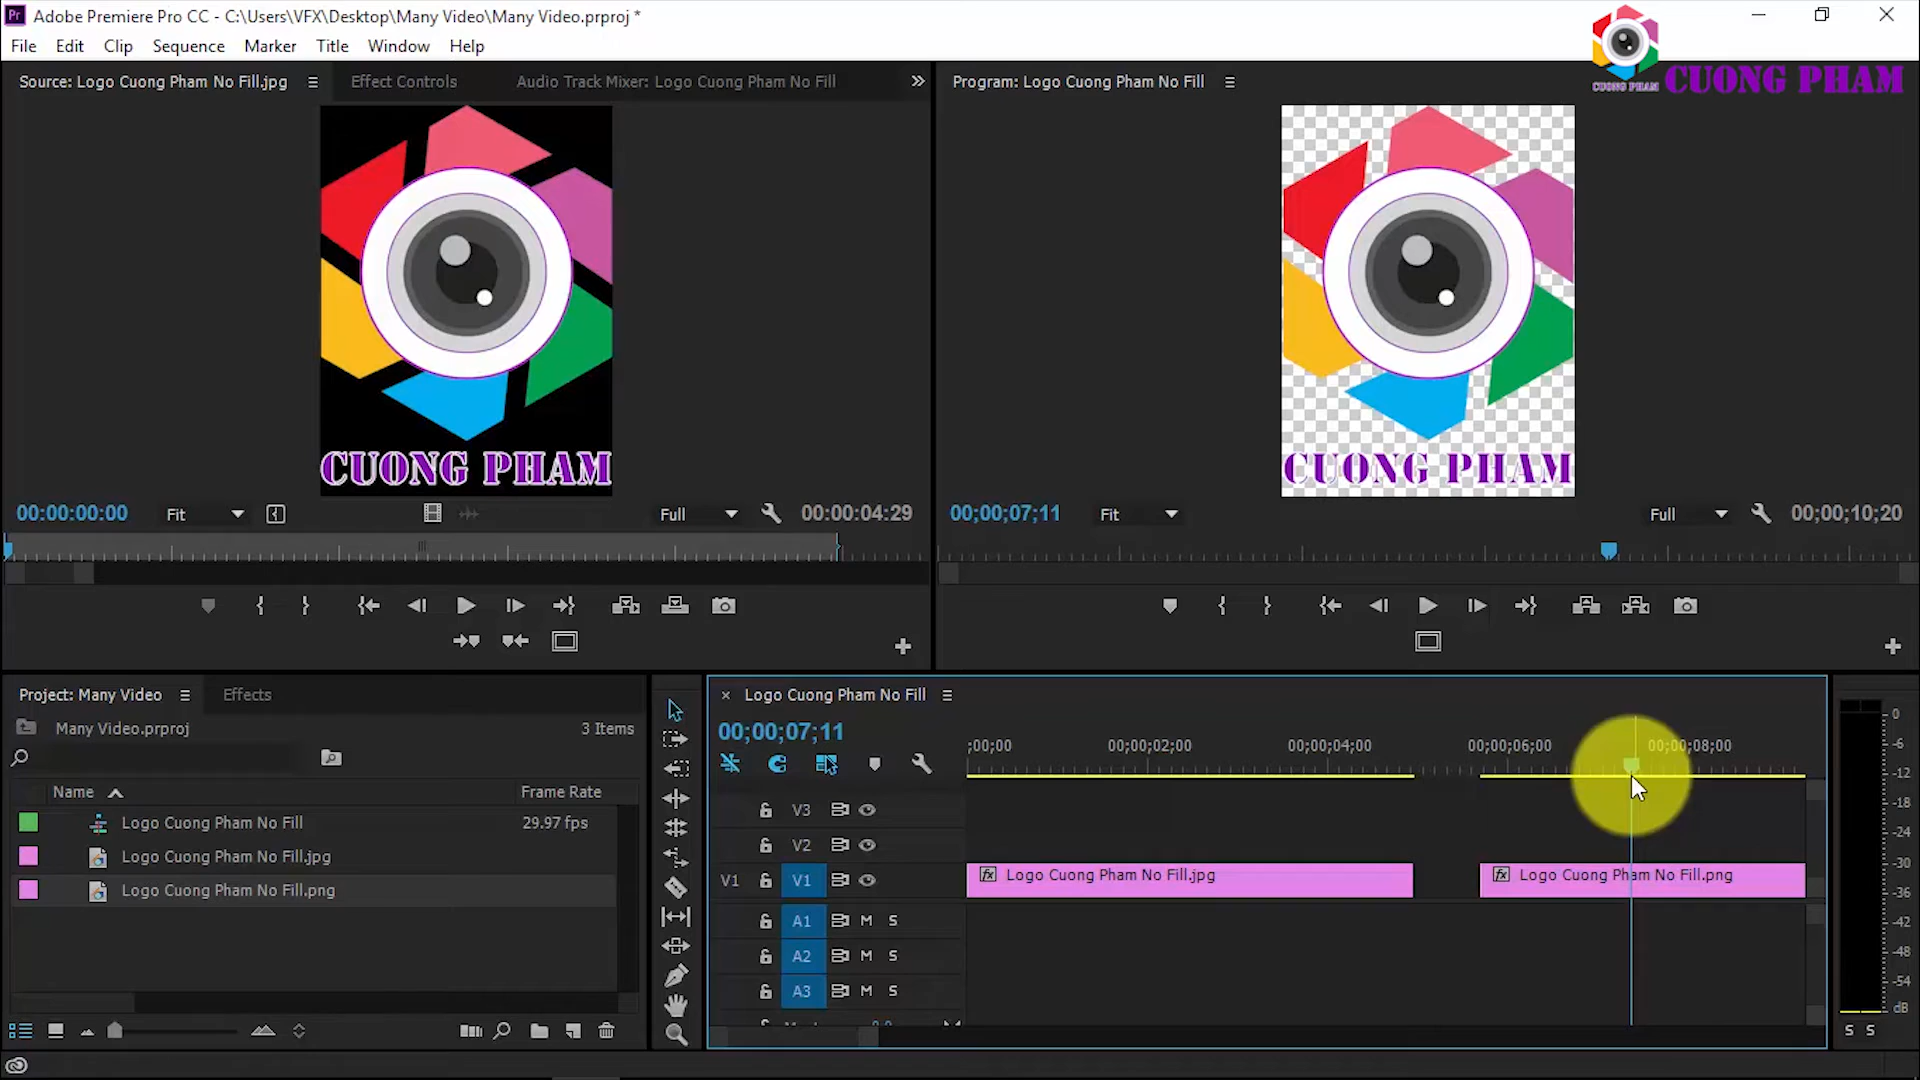 Pr Adobe Premiere Pro CC - C:\Users\VFX\Desktop\Many Video\Many Video.prproj *
File Edit Clip Sequence Marker Title Window Help
CUONG PHAM CUONG PHAM
Source: Logo Cuong Pham No Fill.jpg Effect Controls Audio Track Mixer: Logo Cuong Pham No Fill
Program: Logo Cuong Pham No Fill
CUONG PHAM
CUONG PHAM
00:00:00:00 Fit Full 00:00:04:29
00;00;07;11 Fit Full 00;00;10;20
Project: Many Video Effects
Many Video.prproj 3 Items
Name Frame Rate
Logo Cuong Pham No Fill 29.97 fps
Logo Cuong Pham No Fill.jpg
Logo Cuong Pham No Fill.png
Logo Cuong Pham No Fill
00;00;07;11
;00;00 00;00;02;00 00;00;04;00 00;00;06;00 00;00;08;00
V3
V2
V1 V1 fx Logo Cuong Pham No Fill.jpg fx Logo Cuong Pham No Fill.png
A1 M S
A2 M S
A3 M S
0
-6
-12
-18
-24
-30
-36
-42
-48
-54
dB
S S